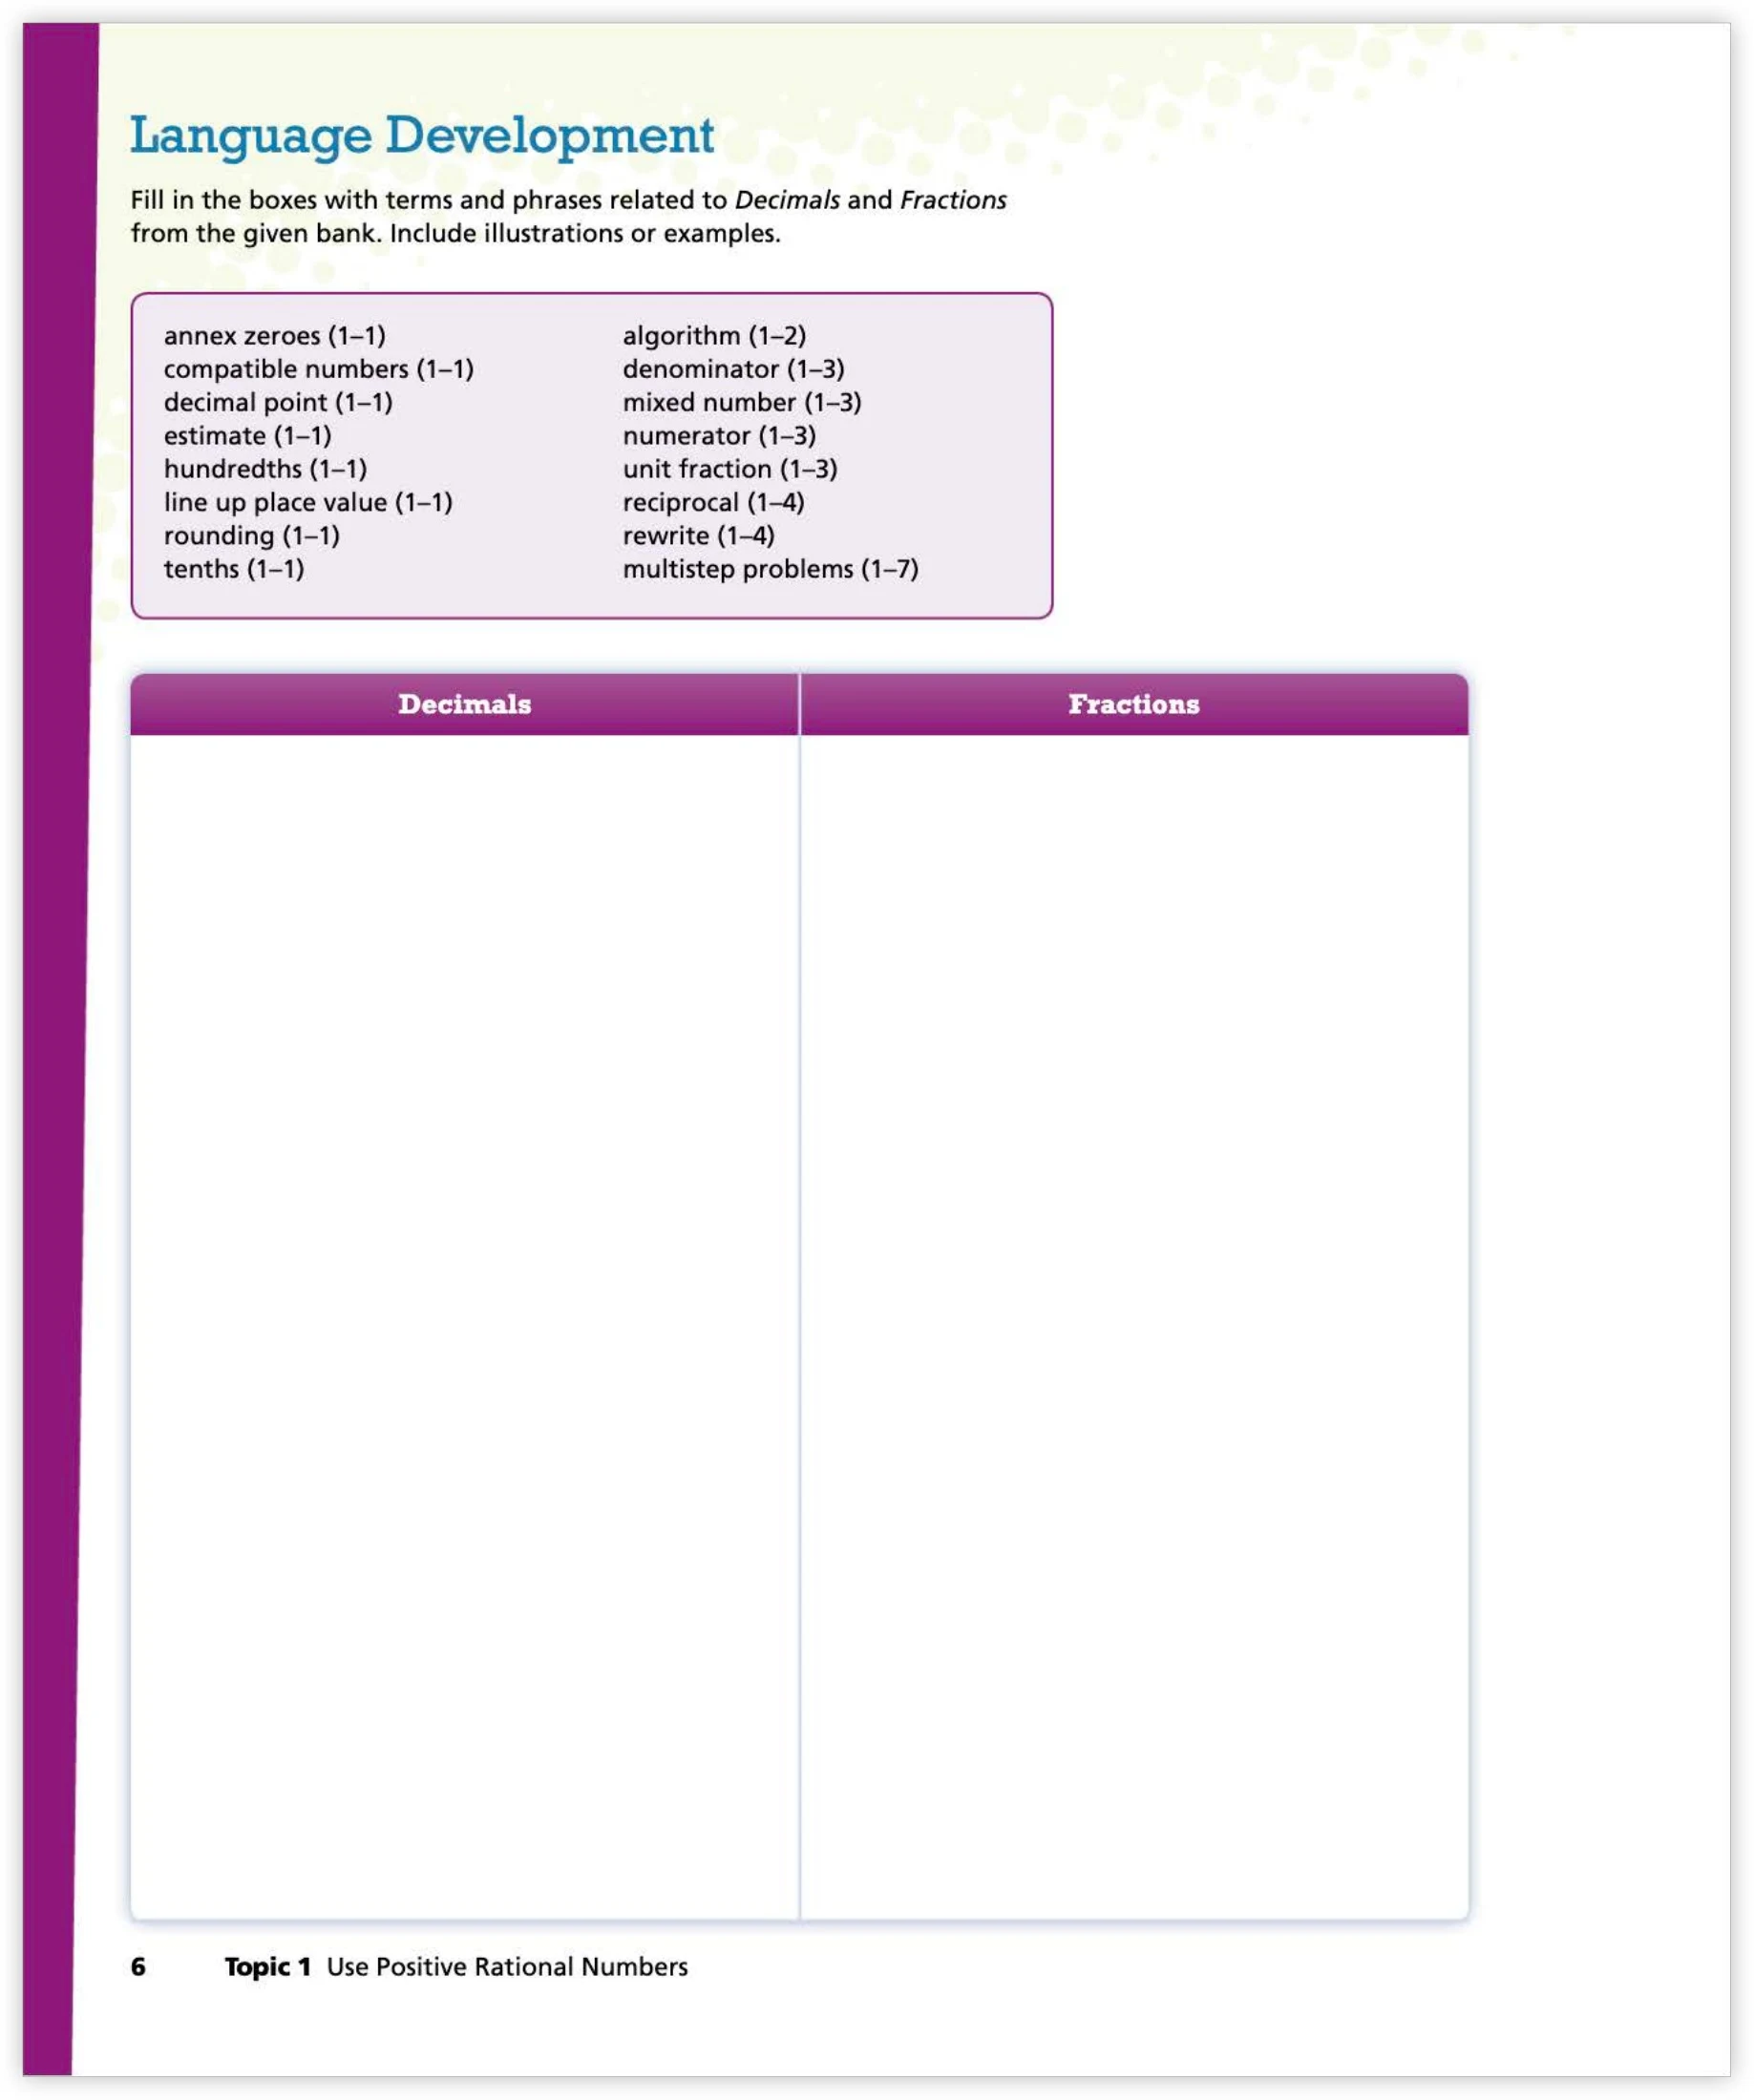 Language Development
Fill in the boxes with terms and phrases related to Decimals and Fractions
from the given bank. Include illustrations or examples.
annex zeroes (1–1)
compatible numbers (1–1)
decimal point (1–1)
estimate (1–1)
hundredths (1–1)
line up place value (1–1)
rounding (1–1)
tenths (1–1)
algorithm (1–2)
denominator (1–3)
mixed number (1–3)
numerator (1–3)
unit fraction (1–3)
reciprocal (1–4)
rewrite (1–4)
multistep problems (1–7)
Decimals
Fractions
6 Topic 1 Use Positive Rational Numbers